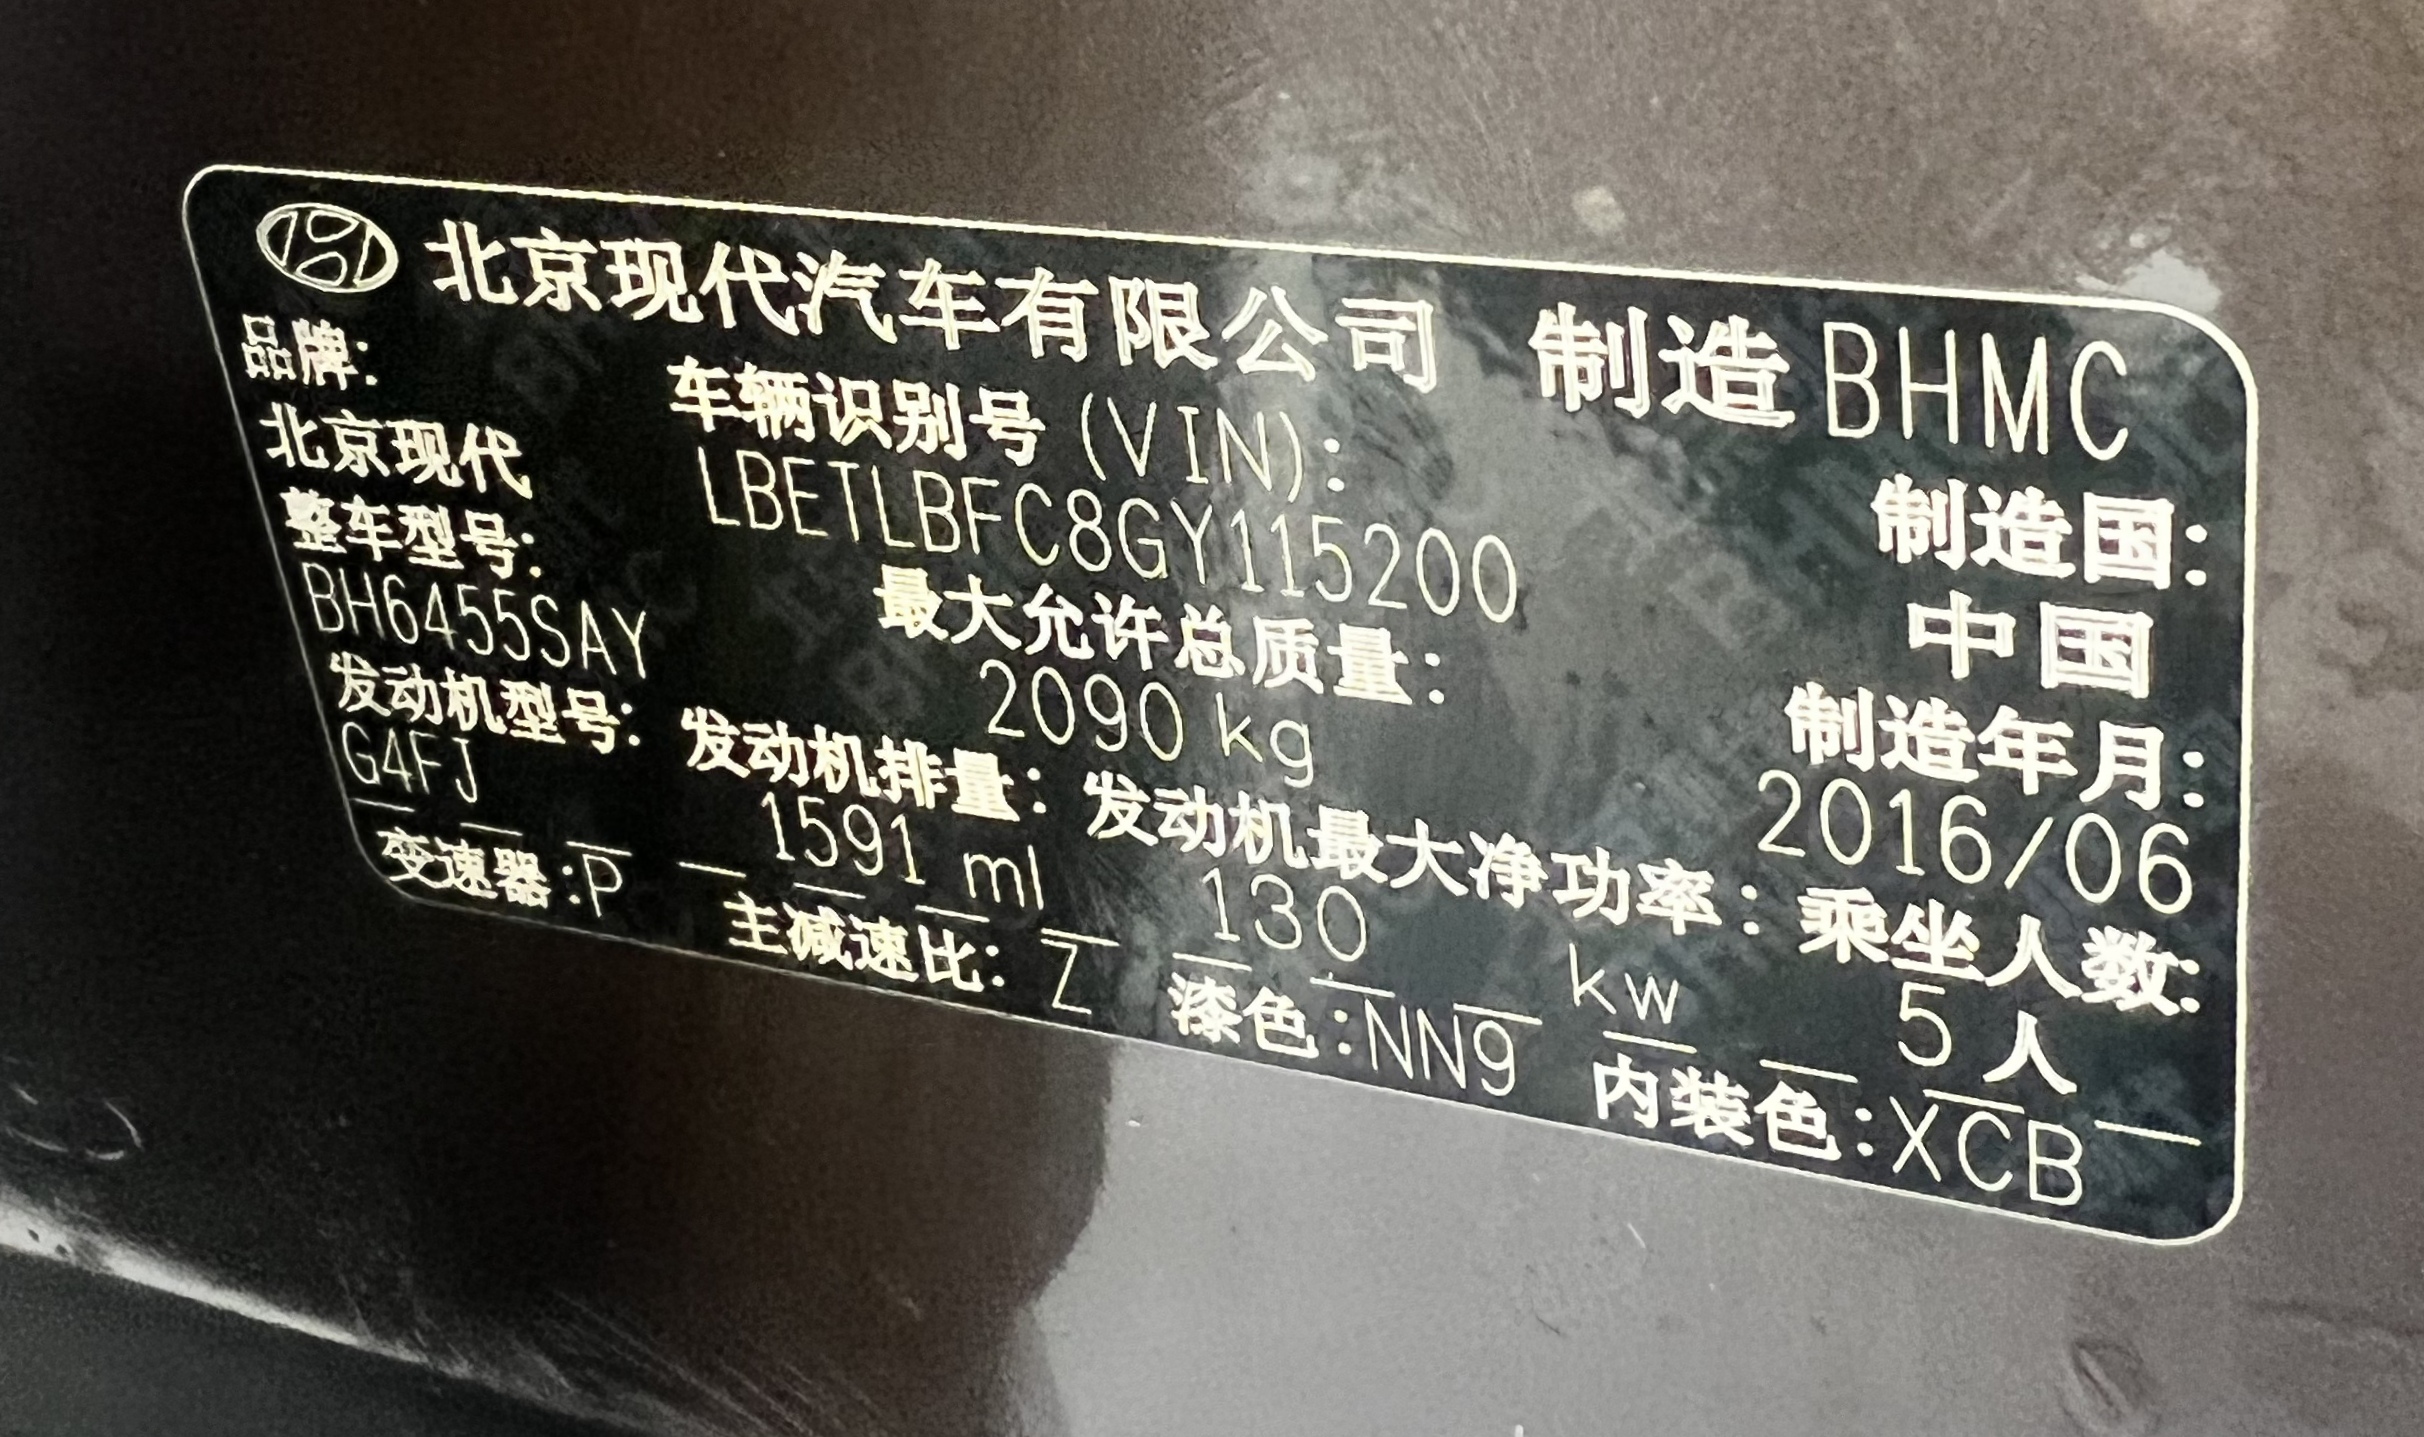 北京现代汽车有限公司 制造 BHMC
品牌: 车辆识别号 (VIN): 制造国:
北京现代 LBETLBFC8GY115200 中国
整车型号: 最大允许总质量: 制造年月:
BH6455SAY 2090 kg 2016/06
发动机型号: 发动机排量: 发动机最大净功率: 乘坐人数:
G4FJ 1591 ml 130 kw 5 人
变速器:P 主减速比: Z 漆色:NN9 内装色:XCB